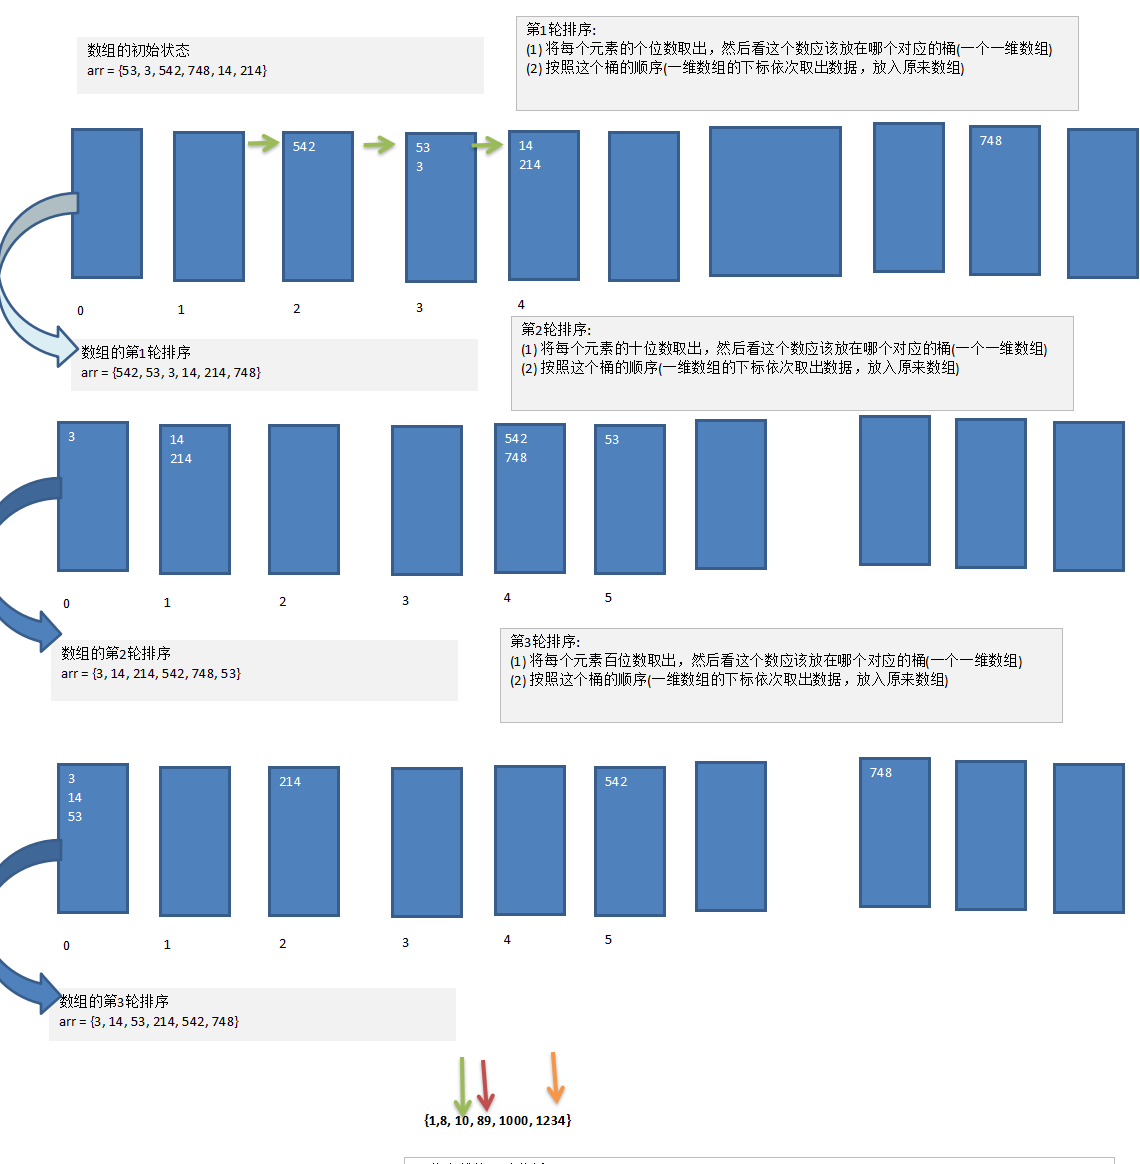 数组的初始状态
arr = {53, 3, 542, 748, 14, 214}
第1轮排序:
(1) 将每个元素的个位数取出，然后看这个数应该放在哪个对应的桶(一个一维数组)
(2) 按照这个桶的顺序(一维数组的下标依次取出数据，放入原来数组)
542
53
3
14
214
748
0
1
2
3
4
数组的第1轮排序
arr = {542, 53, 3, 14, 214, 748}
第2轮排序:
(1) 将每个元素的十位数取出，然后看这个数应该放在哪个对应的桶(一个一维数组)
(2) 按照这个桶的顺序(一维数组的下标依次取出数据，放入原来数组)
3
14
214
542
748
53
0
1
2
3
4
5
数组的第2轮排序
arr = {3, 14, 214, 542, 748, 53}
第3轮排序:
(1) 将每个元素百位数取出，然后看这个数应该放在哪个对应的桶(一个一维数组)
(2) 按照这个桶的顺序(一维数组的下标依次取出数据，放入原来数组)
3
14
53
214
542
748
0
1
2
3
4
5
数组的第3轮排序
arr = {3, 14, 53, 214, 542, 748}
{1,8, 10, 89, 1000, 1234}